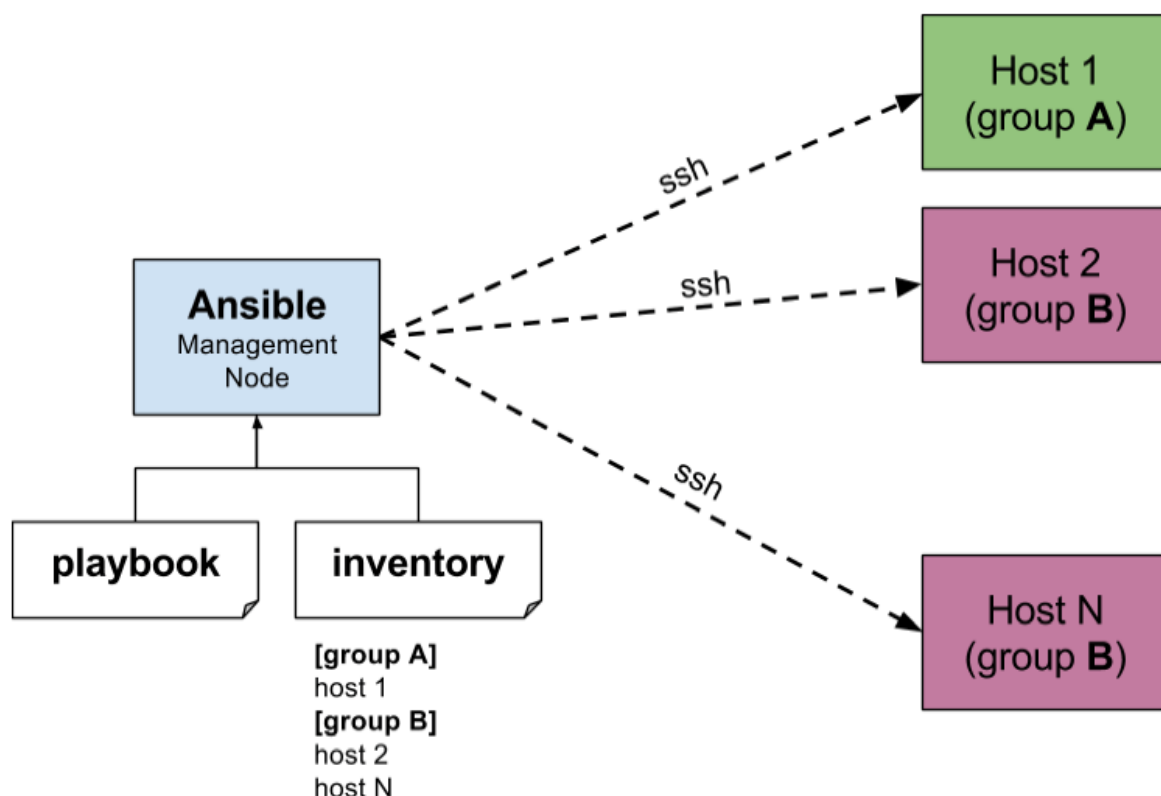 Host 1
(group A)
ssh
Host 2
(group B)
ssh
Ansible
Management
Node
ssh
playbook
inventory
Host N
(group B)
[group A]
host 1
[group B]
host 2
host N